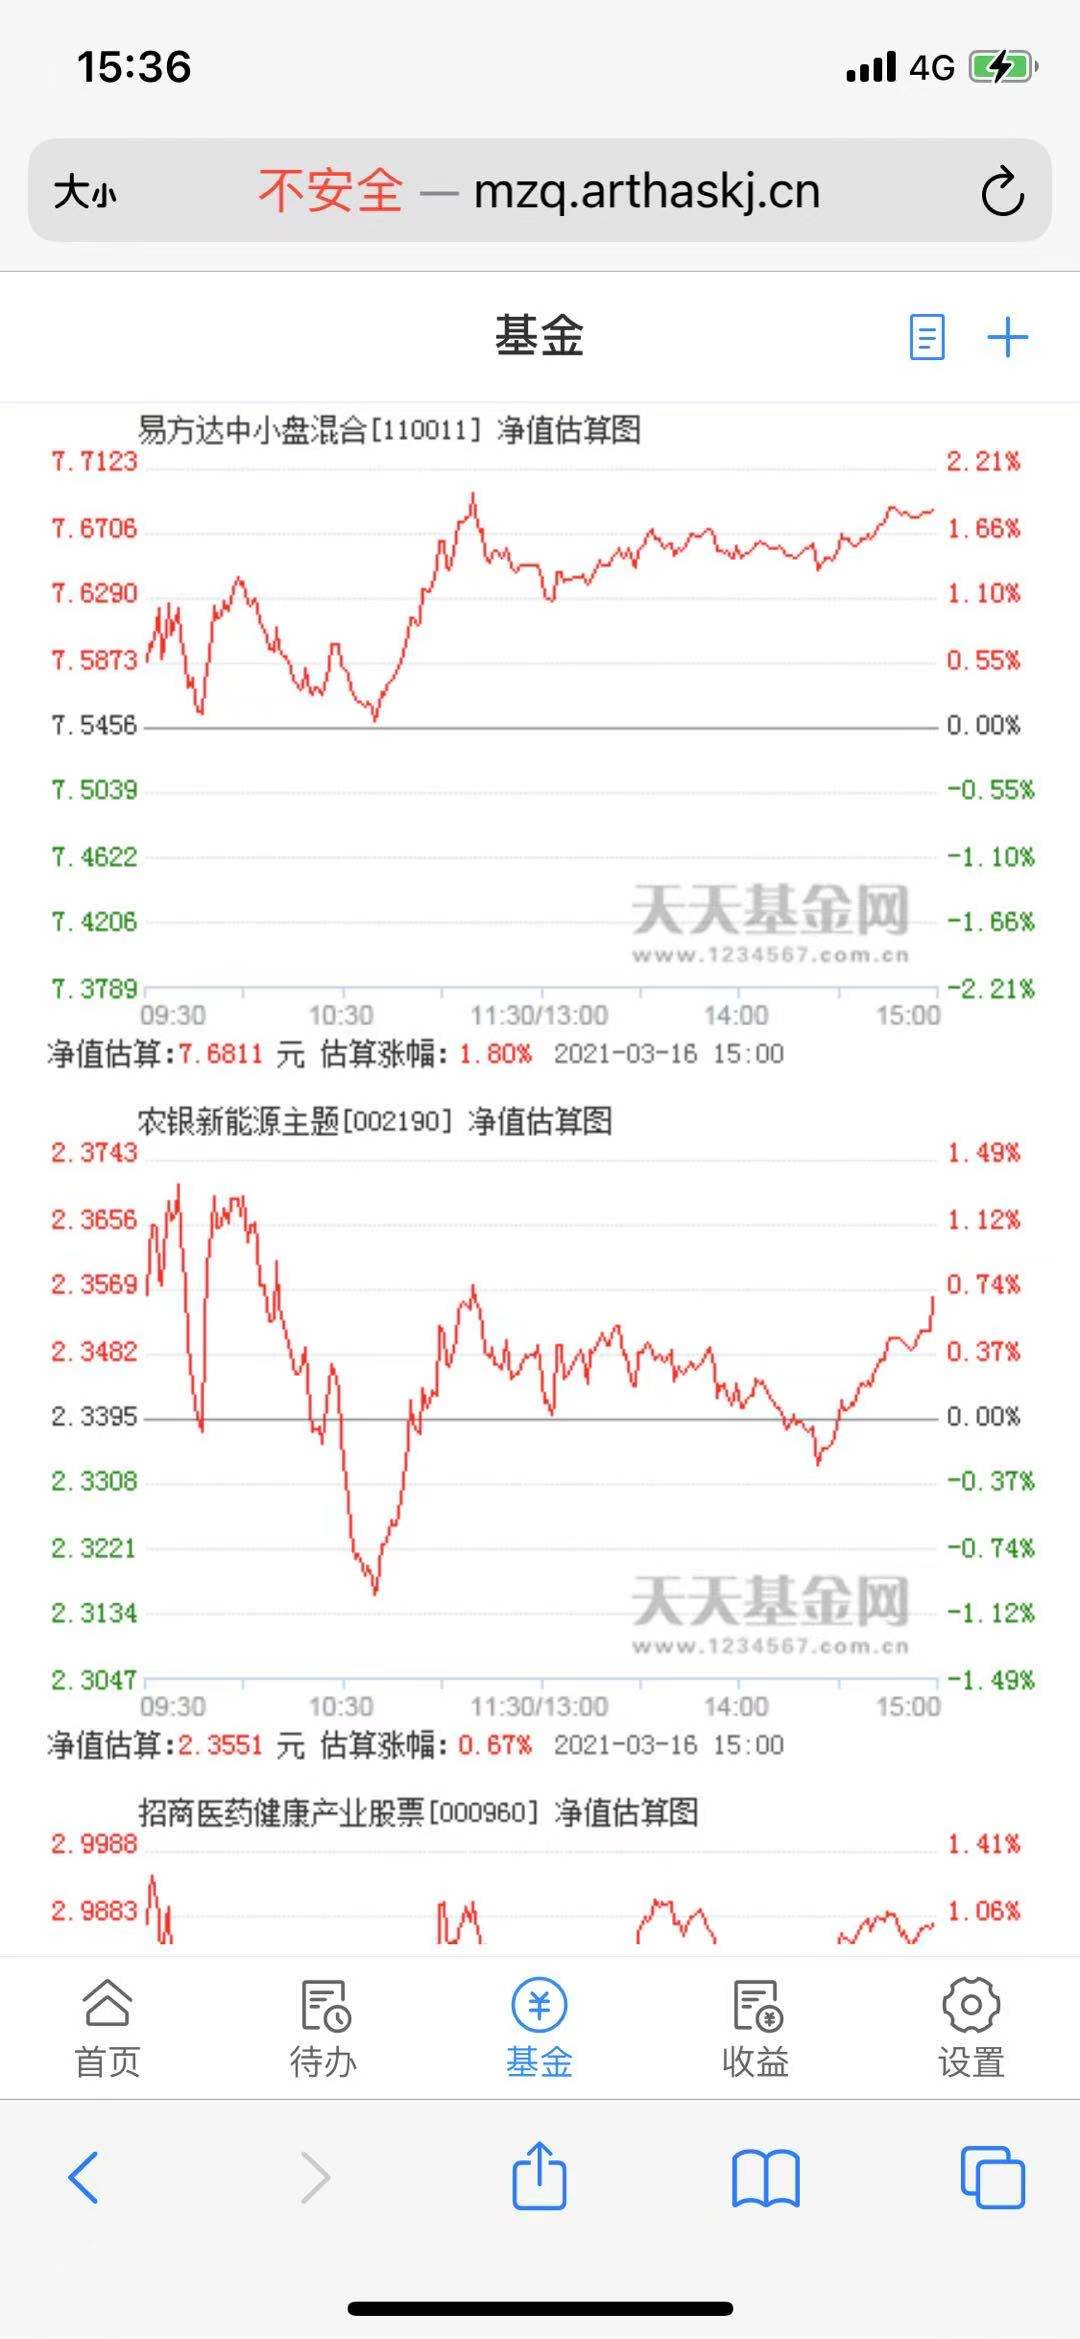 15:36
4G
大小 不安全 — mzq.arthaskj.cn
基金
易方达中小盘混合[110011] 净值估算图
7.7123 2.21%
7.6706 1.66%
7.6290 1.10%
7.5873 0.55%
7.5456 0.00%
7.5039 -0.55%
7.4622 -1.10%
天天基金网
7.4206 -1.66%
www.1234567.com.cn
7.3789 -2.21%
09:30 10:30 11:30/13:00 14:00 15:00
净值估算:7.6811 元 估算涨幅: 1.80% 2021-03-16 15:00
农银新能源主题[002190] 净值估算图
2.3743 1.49%
2.3656 1.12%
2.3569 0.74%
2.3482 0.37%
2.3395 0.00%
2.3308 -0.37%
2.3221 -0.74%
天天基金网
2.3134 -1.12%
www.1234567.com.cn
2.3047 -1.49%
09:30 10:30 11:30/13:00 14:00 15:00
净值估算:2.3551 元 估算涨幅: 0.67% 2021-03-16 15:00
招商医药健康产业股票[000960] 净值估算图
2.9988 1.41%
2.9883 1.06%
首页 待办 基金 收益 设置